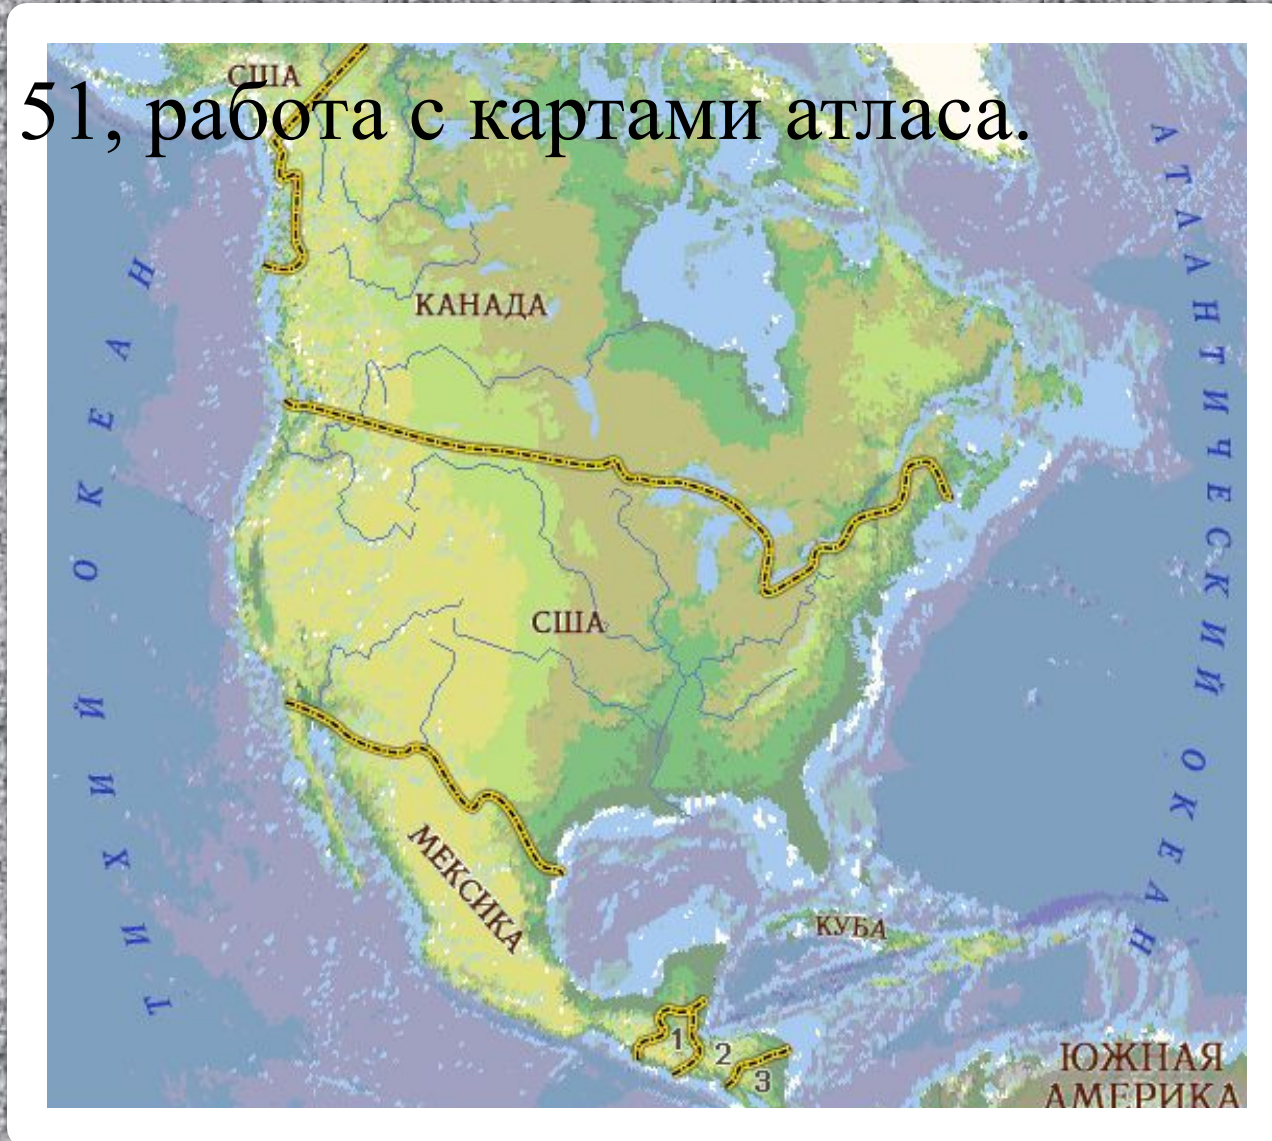 США
51, работа с картами атласа.
КАНАДА
США
МЕКСИКА
КУБА
ТИХИЙ ОКЕАН
АТЛАНТИЧЕСКИЙ ОКЕАН
1
2
3
ЮЖНАЯ
АМЕРИКА